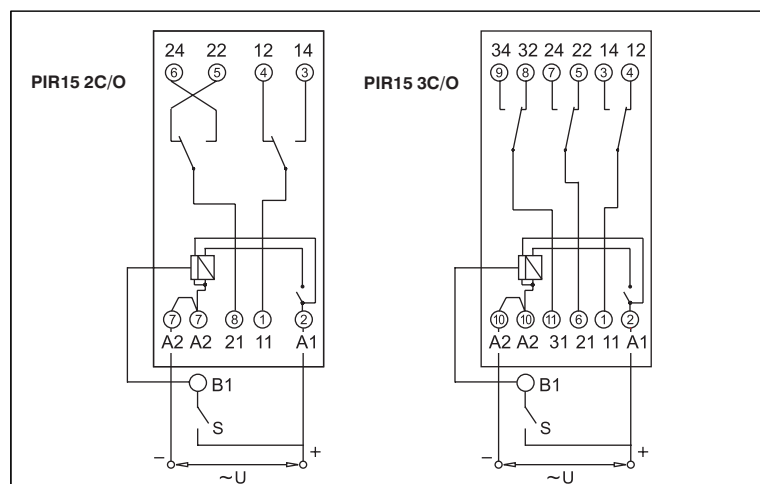 24 22 12 14
6 5 4 3
PIR15 2C/O
7 7 8 1 2
A2 A2 21 11 A1
B1
S
− +
~U
34 32 24 22 14 12
9 8 7 5 3 4
PIR15 3C/O
10 10 11 6 1 2
A2 A2 31 21 11 A1
B1
S
− +
~U